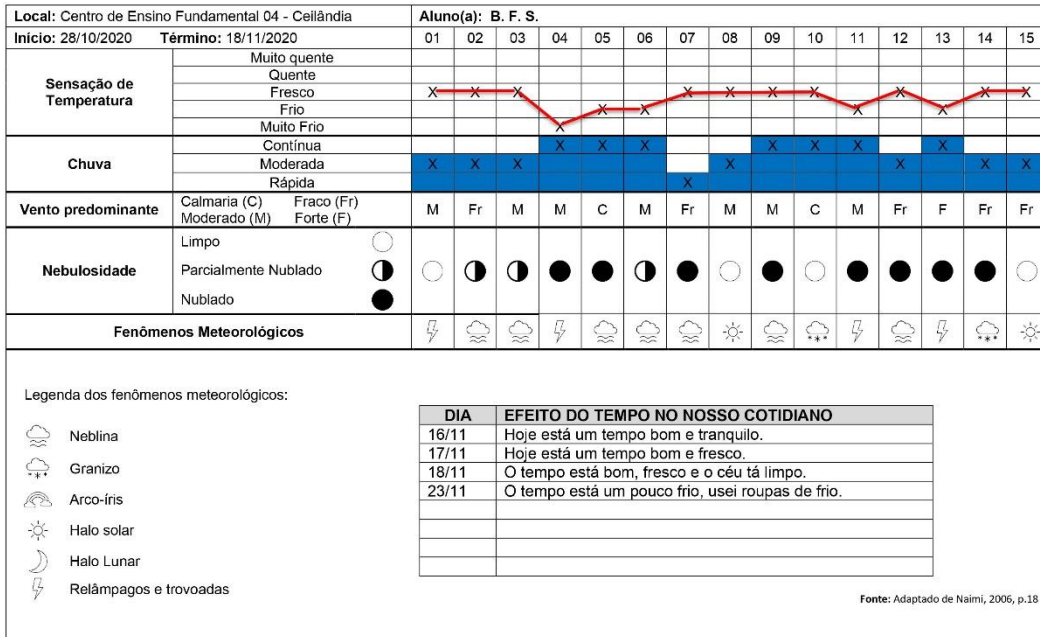 Local: Centro de Ensino Fundamental 04 - Ceilândia Aluno(a): B. F. S.
Início: 28/10/2020 Término: 18/11/2020 01 02 03 04 05 06 07 08 09 10 11 12 13 14 15
Sensação de Temperatura
Muito quente
Quente
Fresco X X X X X X X X X X
Frio X X X X
Muito Frio X
Chuva
Contínua X X X X X X X
Moderada X X X X X X X
Rápida X
Vento predominante Calmaria (C) Fraco (Fr) Moderado (M) Forte (F) M Fr M M C M Fr M M C M Fr F Fr Fr
Nebulosidade
Limpo
Parcialmente Nublado
Nublado
Fenômenos Meteorológicos
Legenda dos fenômenos meteorológicos:
Neblina
Granizo
Arco-íris
Halo solar
Halo Lunar
Relâmpagos e trovoadas
DIA EFEITO DO TEMPO NO NOSSO COTIDIANO
16/11 Hoje está um tempo bom e tranquilo.
17/11 Hoje está um tempo bom e fresco.
18/11 O tempo está bom, fresco e o céu tá limpo.
23/11 O tempo está um pouco frio, usei roupas de frio.
Fonte: Adaptado de Naimi, 2006, p.18